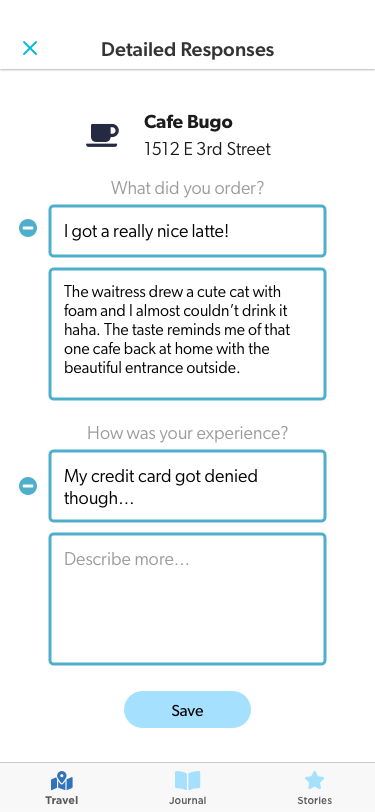 Detailed Responses
Cafe Bugo
1512 E 3rd Street
What did you order?
I got a really nice latte!
The waitress drew a cute cat with
foam and I almost couldn't drink it
haha. The taste reminds me of that
one cafe back at home with the
beautiful entrance outside.
How was your experience?
My credit card got denied
though...
Describe more...
Save
Travel
Journal
Stories